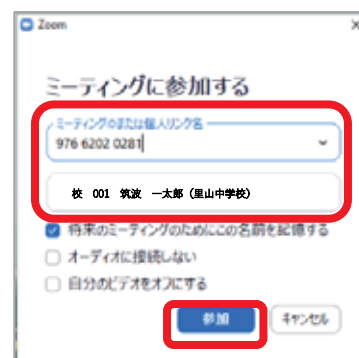 Zoom
ミーティングに参加する
ミーティングIDまたは個人リンク名
976 6202 0281
校 001 筑波 一太郎（里山中学校）
将来のミーティングのためにこの名前を記憶する
オーディオに接続しない
自分のビデオをオフにする
参加
キャンセル